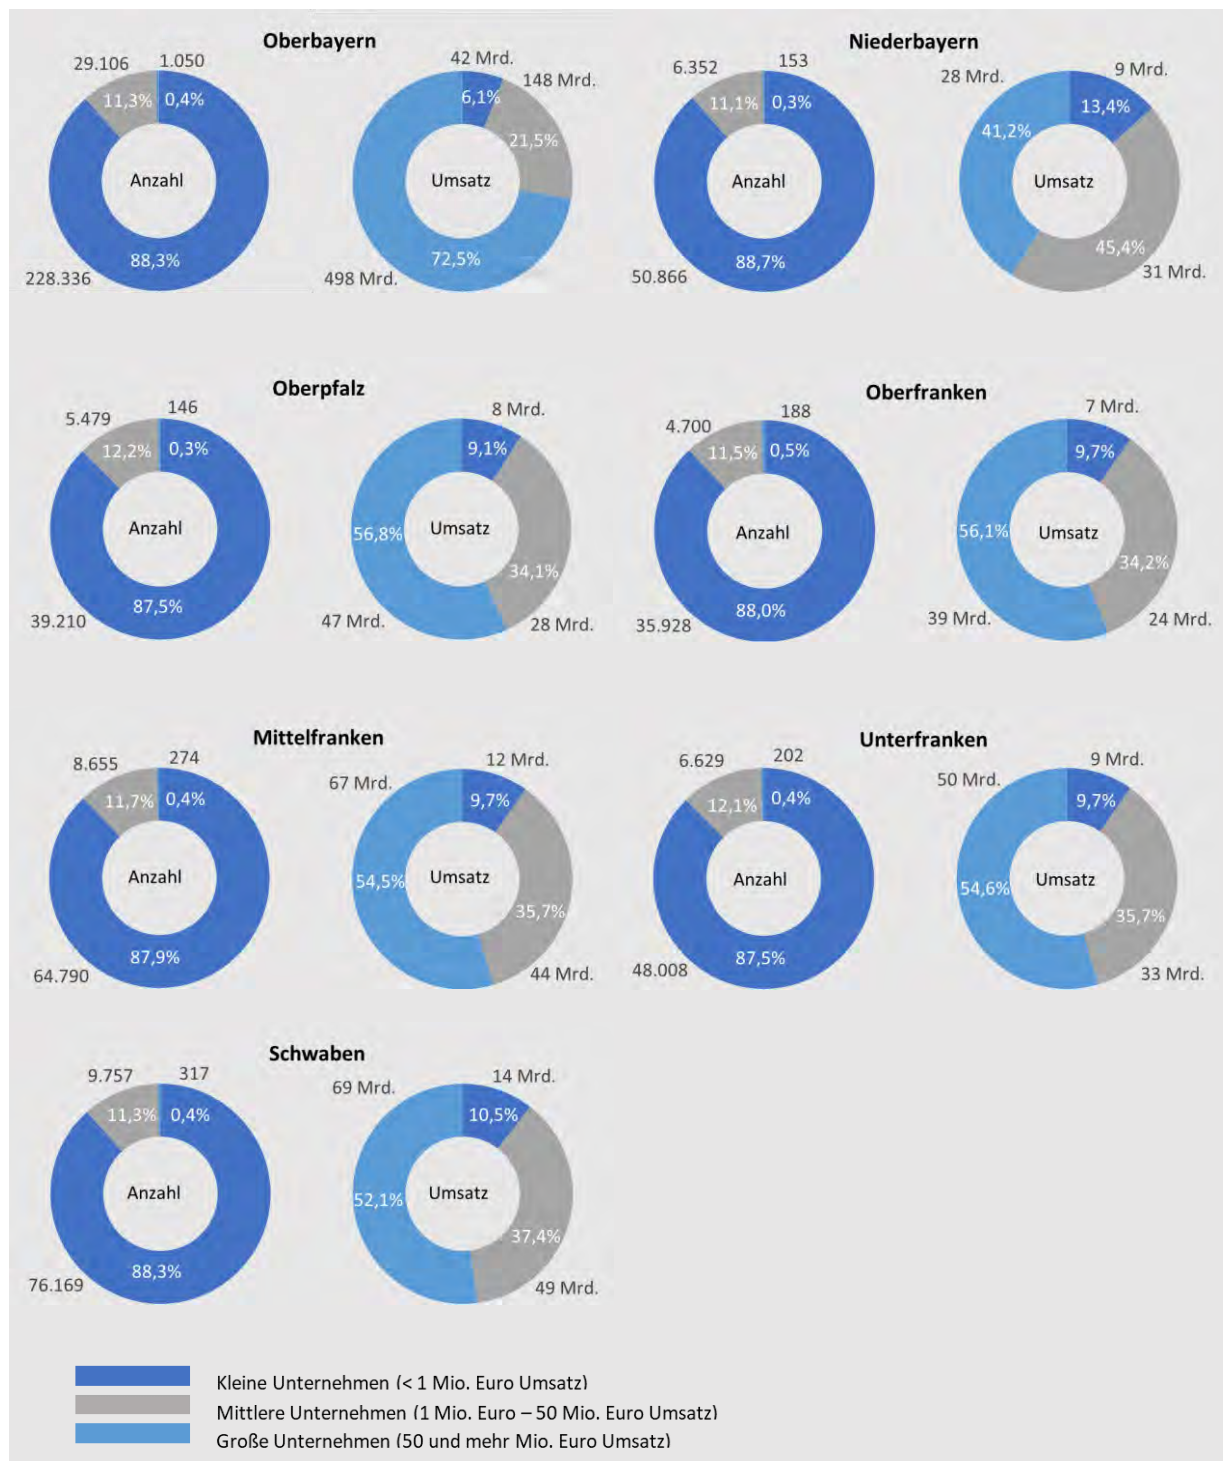 Oberbayern
29.106
1.050
11,3%
0,4%
Anzahl
88,3%
228.336
42 Mrd.
148 Mrd.
6,1%
21,5%
Umsatz
72,5%
498 Mrd.
Niederbayern
6.352
153
11,1%
0,3%
Anzahl
88,7%
50.866
28 Mrd.
9 Mrd.
13,4%
41,2%
Umsatz
45,4%
31 Mrd.
Oberpfalz
5.479
146
12,2%
0,3%
Anzahl
87,5%
39.210
8 Mrd.
9,1%
56,8%
Umsatz
34,1%
47 Mrd.
28 Mrd.
Oberfranken
4.700
188
11,5%
0,5%
Anzahl
88,0%
35.928
7 Mrd.
9,7%
56,1%
Umsatz
34,2%
39 Mrd.
24 Mrd.
Mittelfranken
8.655
274
11,7%
0,4%
Anzahl
87,9%
64.790
67 Mrd.
12 Mrd.
9,7%
54,5%
Umsatz
35,7%
44 Mrd.
Unterfranken
6.629
202
12,1%
0,4%
Anzahl
87,5%
48.008
50 Mrd.
9 Mrd.
9,7%
54,6%
Umsatz
35,7%
33 Mrd.
Schwaben
9.757
317
11,3%
0,4%
Anzahl
88,3%
76.169
69 Mrd.
14 Mrd.
10,5%
52,1%
Umsatz
37,4%
49 Mrd.
Kleine Unternehmen (< 1 Mio. Euro Umsatz)
Mittlere Unternehmen (1 Mio. Euro – 50 Mio. Euro Umsatz)
Große Unternehmen (50 und mehr Mio. Euro Umsatz)